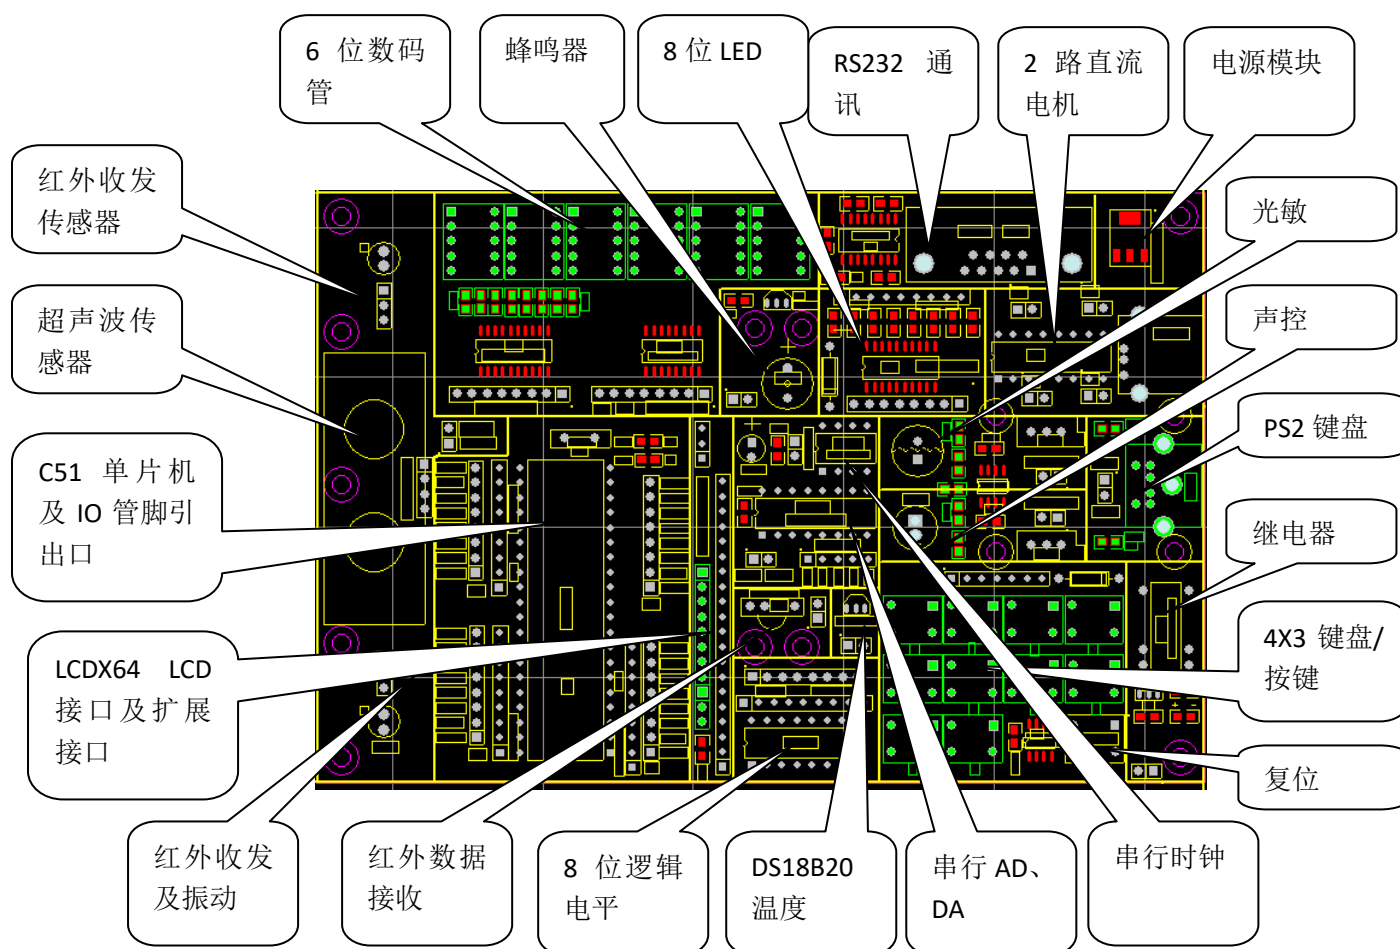 6 位数码
管
蜂鸣器
8 位 LED
RS232 通
讯
2 路直流
电机
电源模块
红外收发
传感器
光敏
超声波传
感器
声控
C51 单片机
及 IO 管脚引
出口
PS2 键盘
继电器
LCDX64 LCD
接口及扩展
接口
4X3 键盘/
按键
复位
红外收发
及振动
红外数据
接收
8 位逻辑
电平
DS18B20
温度
串行 AD、
DA
串行时钟